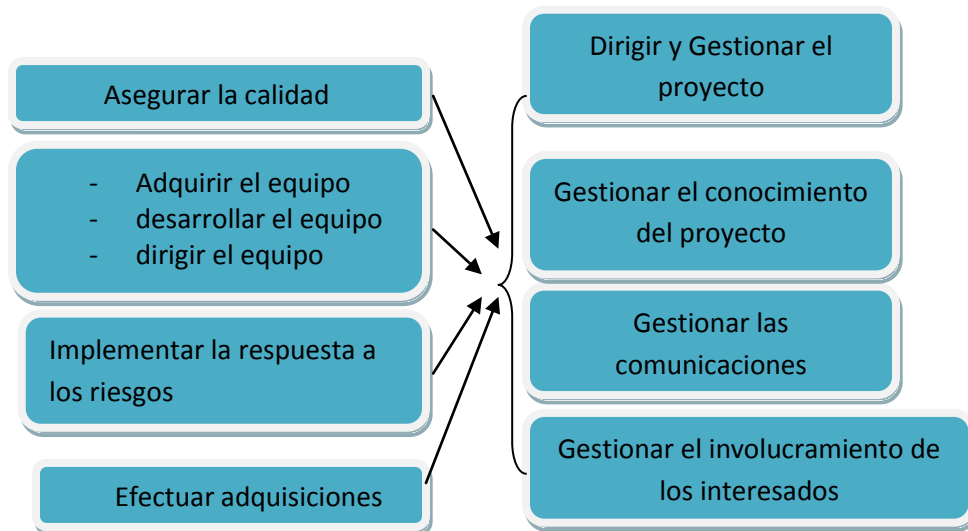 Asegurar la calidad
- Adquirir el equipo
- desarrollar el equipo
- dirigir el equipo
Implementar la respuesta a
los riesgos
Efectuar adquisiciones
Dirigir y Gestionar el
proyecto
Gestionar el conocimiento
del proyecto
Gestionar las
comunicaciones
Gestionar el involucramiento de
los interesados